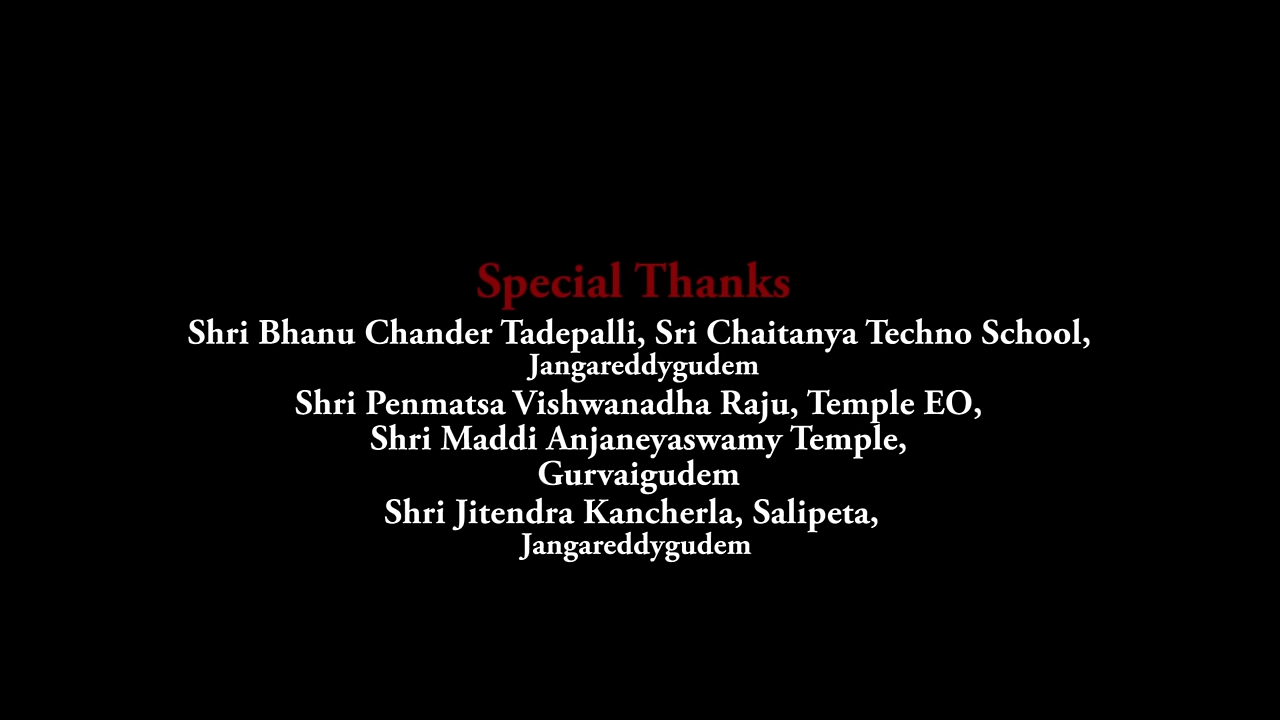 Special Thanks
Shri Bhanu Chander Tadepalli, Sri Chaitanya Techno School,
Jangareddygudem
Shri Penmatsa Vishwanadha Raju, Temple EO,
Shri Maddi Anjaneyaswamy Temple,
Gurvaigudem
Shri Jitendra Kancherla, Salipeta,
Jangareddygudem